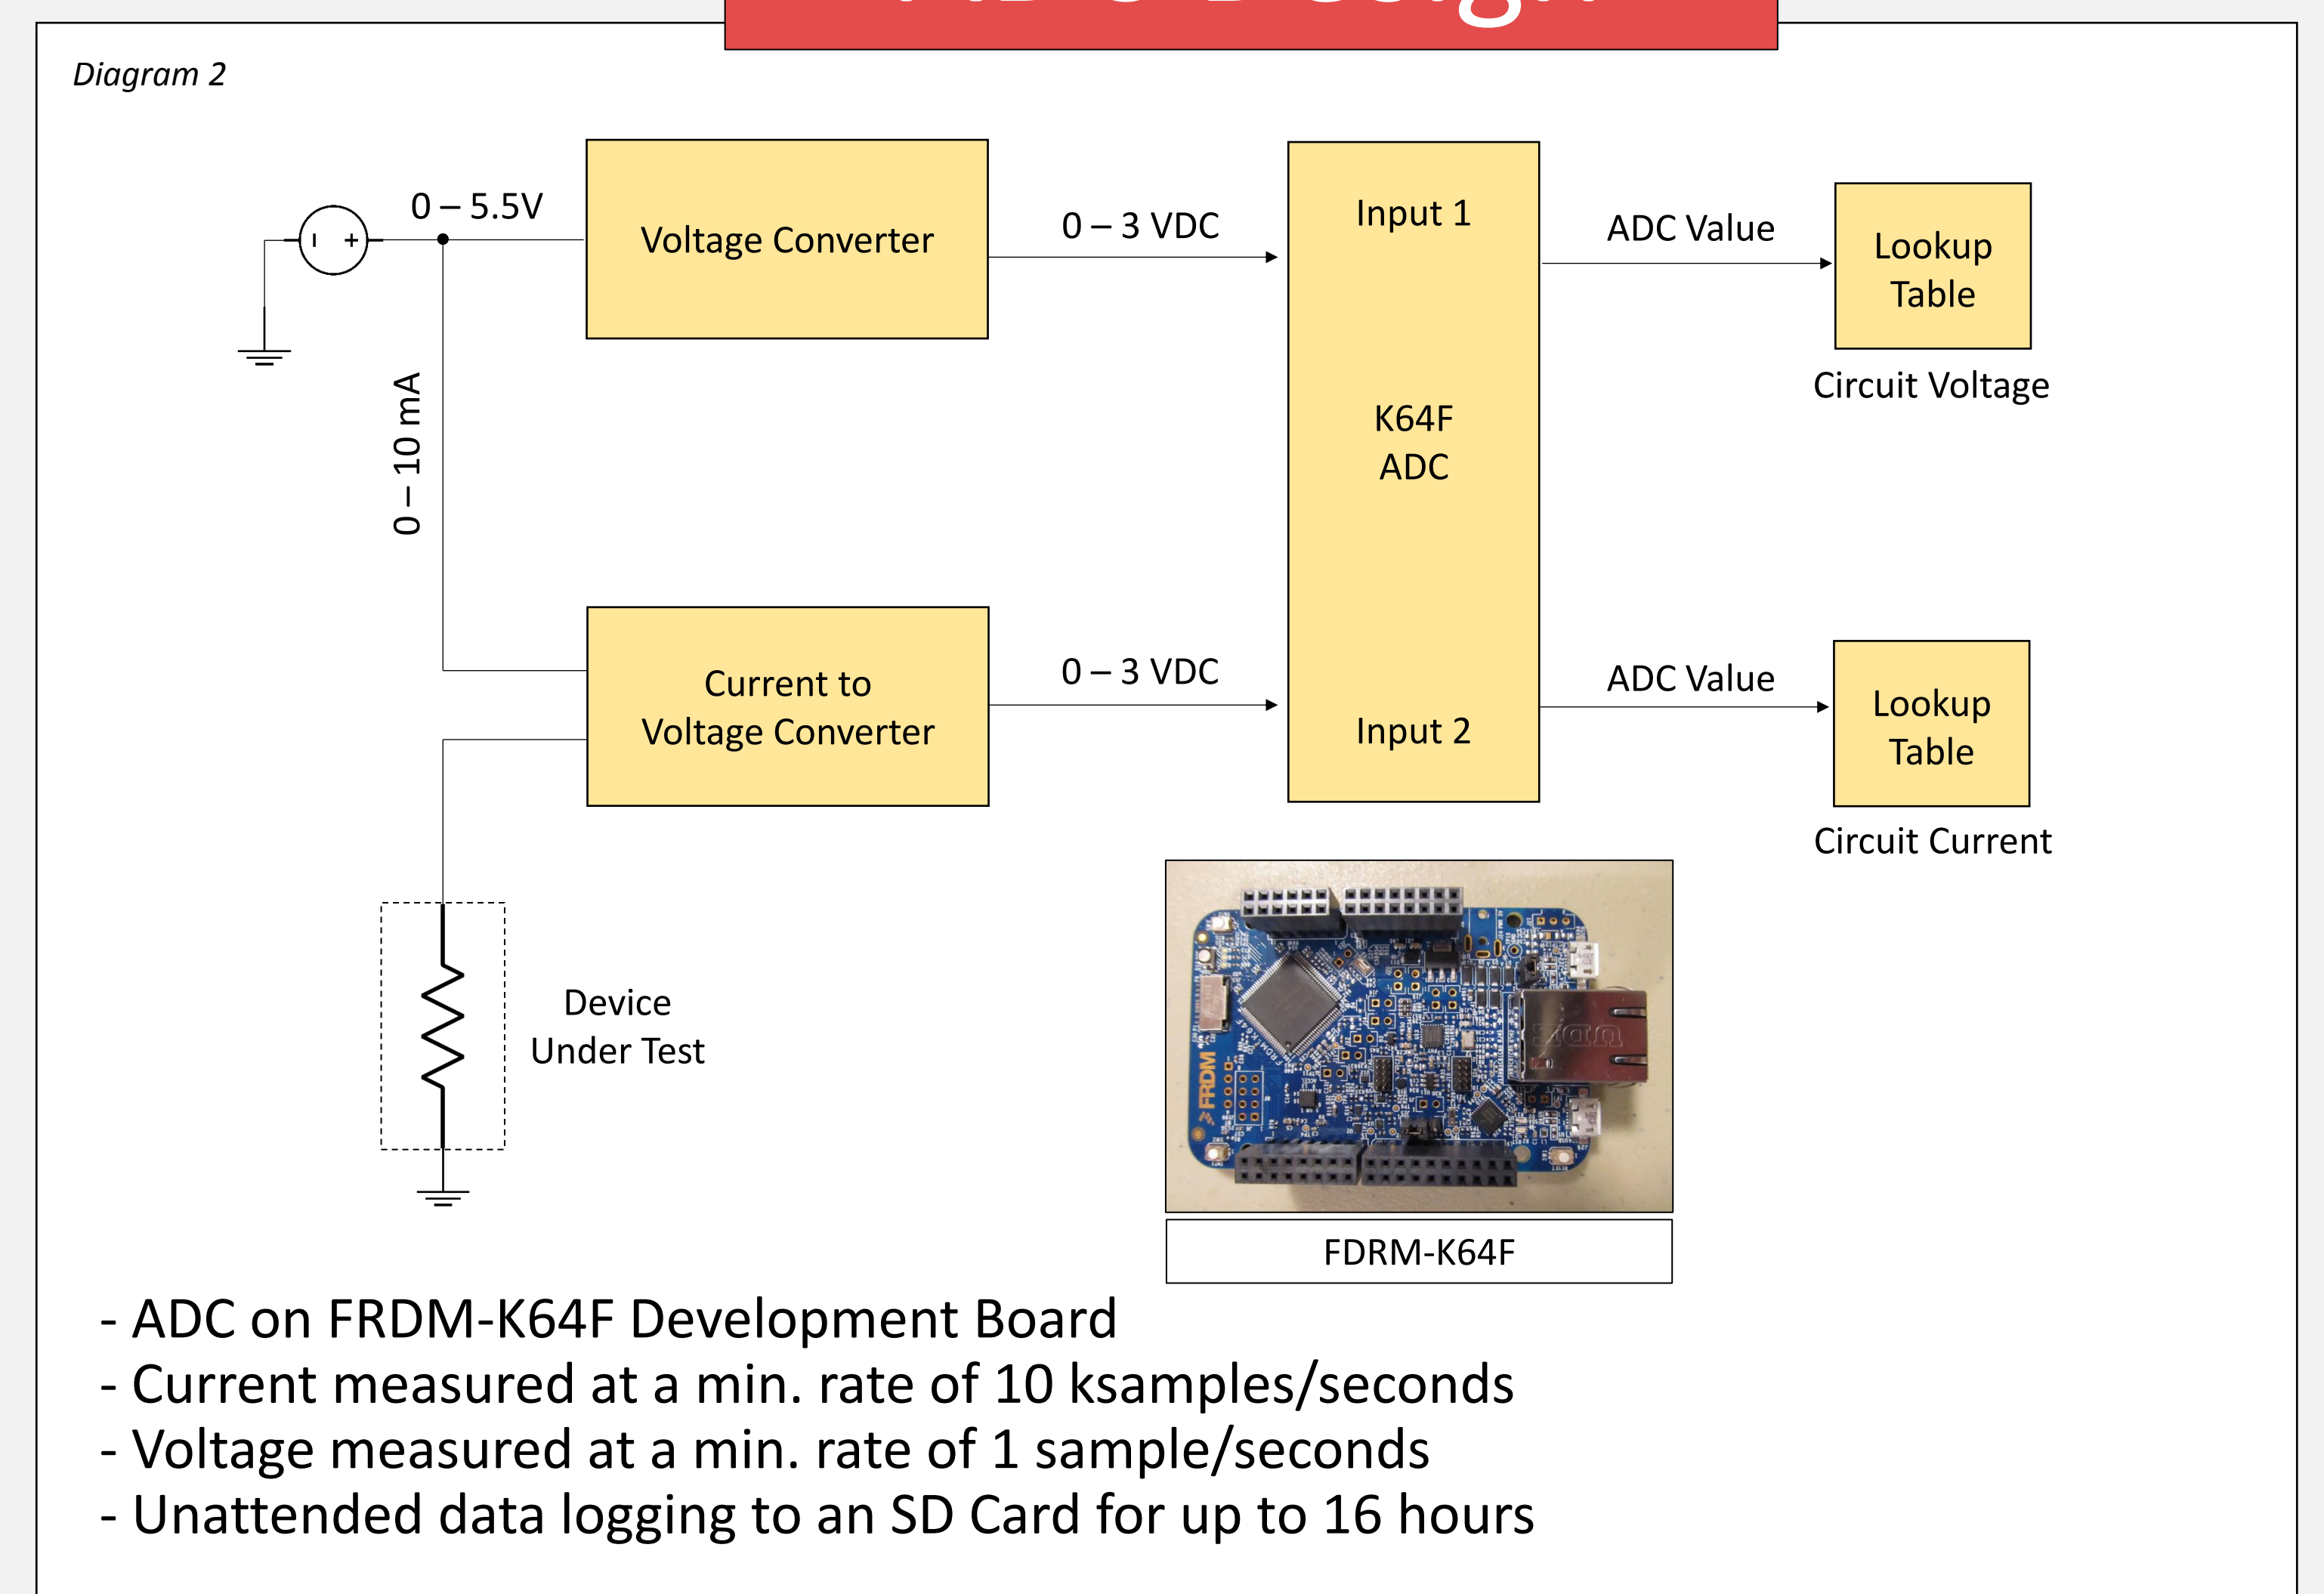 Diagram 2
0 – 5.5V
Voltage Converter
0 – 3 VDC
Input 1
ADC Value
Lookup
Table
Circuit Voltage
0 – 10 mA
K64F
ADC
Current to
Voltage Converter
0 – 3 VDC
Input 2
ADC Value
Lookup
Table
Circuit Current
Device
Under Test
FRDM
FDRM-K64F
- ADC on FRDM-K64F Development Board
- Current measured at a min. rate of 10 ksamples/seconds
- Voltage measured at a min. rate of 1 sample/seconds
- Unattended data logging to an SD Card for up to 16 hours